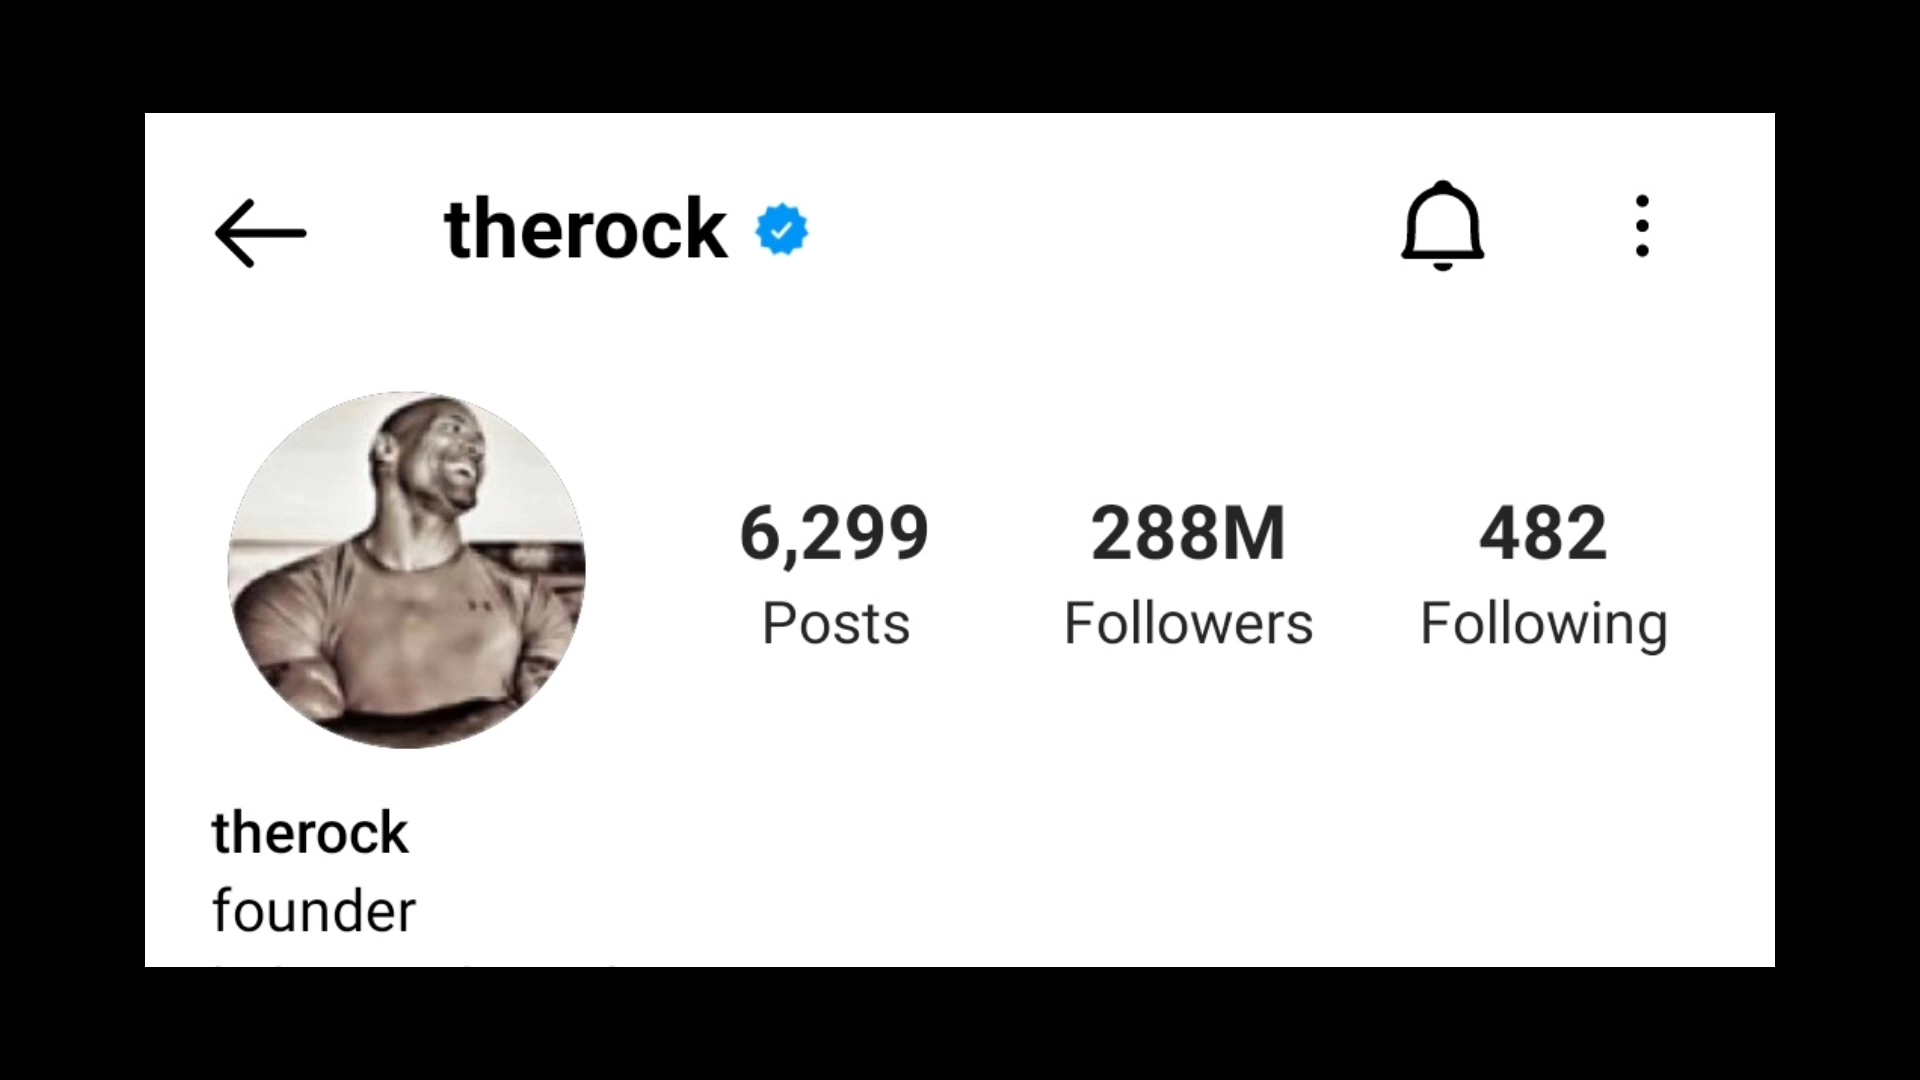 therock
6,299 288M 482
Posts Followers Following
therock
founder